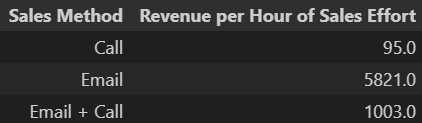 Sales Method Revenue per Hour of Sales Effort
Call 95.0
Email 5821.0
Email + Call 1003.0